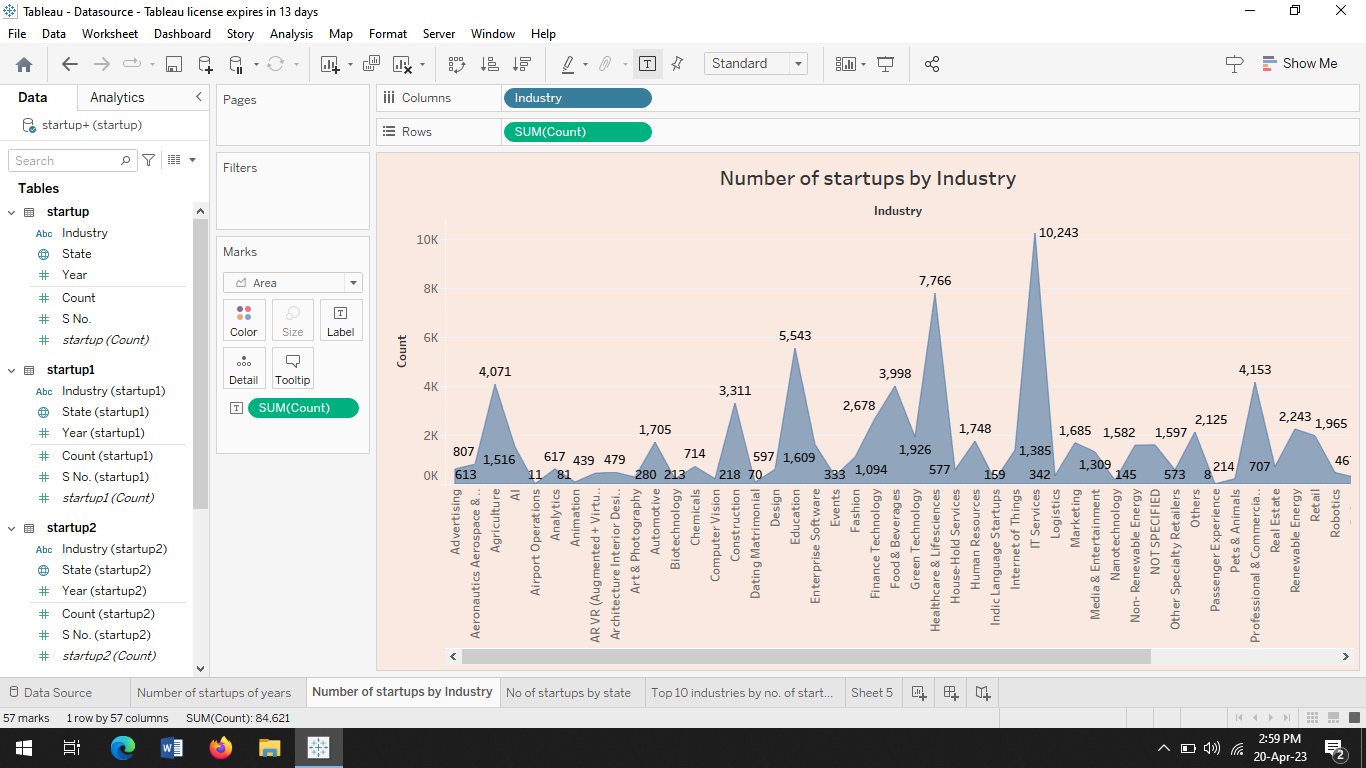 Tableau - Datasource - Tableau license expires in 13 days
File Data Worksheet Dashboard Story Analysis Map Format Server Window Help
Standard
Show Me
Data Analytics
startup+ (startup)
Search
Tables
startup
Abc Industry
State
Year
Count
S No.
startup (Count)
startup1
Abc Industry (startup1)
State (startup1)
Year (startup1)
Count (startup1)
S No. (startup1)
startup1 (Count)
startup2
Abc Industry (startup2)
State (startup2)
Year (startup2)
Count (startup2)
S No. (startup2)
startup2 (Count)
Pages
Filters
Marks
Area
Color Size Label
Detail Tooltip
SUM(Count)
Columns Industry
Rows SUM(Count)
Number of startups by Industry
Industry
Count
10K
8K
6K
4K
2K
0K
10,243
7,766
5,543
4,071
3,998
4,153
3,311
2,678
1,705
1,748
1,685
1,582
1,597
2,125
2,243
1,965
807
1,516
617
439
479
714
597
1,609
1,926
1,385
1,309
214
46
613
11
81
280
213
218
70
333
1,094
577
159
342
145
573
8
707
Advertising
Aeronautics Aerospace & ..
Agriculture
AI
Airport Operations
Analytics
Animation
AR VR (Augmented + Virtu..
Architecture Interior Desi..
Art & Photography
Automotive
Biotechnology
Chemicals
Computer Vision
Construction
Dating Matrimonial
Design
Education
Enterprise Software
Events
Fashion
Finance Technology
Food & Beverages
Green Technology
Healthcare & Lifesciences
House-Hold Services
Human Resources
Indic Language Startups
Internet of Things
IT Services
Logistics
Marketing
Media & Entertainment
Nanotechnology
Non- Renewable Energy
NOT SPECIFIED
Other Specialty Retailers
Others
Passenger Experience
Pets & Animals
Professional & Commercia..
Real Estate
Renewable Energy
Retail
Robotics
Data Source Number of startups of years Number of startups by Industry No of startups by state Top 10 industries by no. of start... Sheet 5
57 marks 1 row by 57 columns SUM(Count): 84,621
2:59 PM
20-Apr-23
2